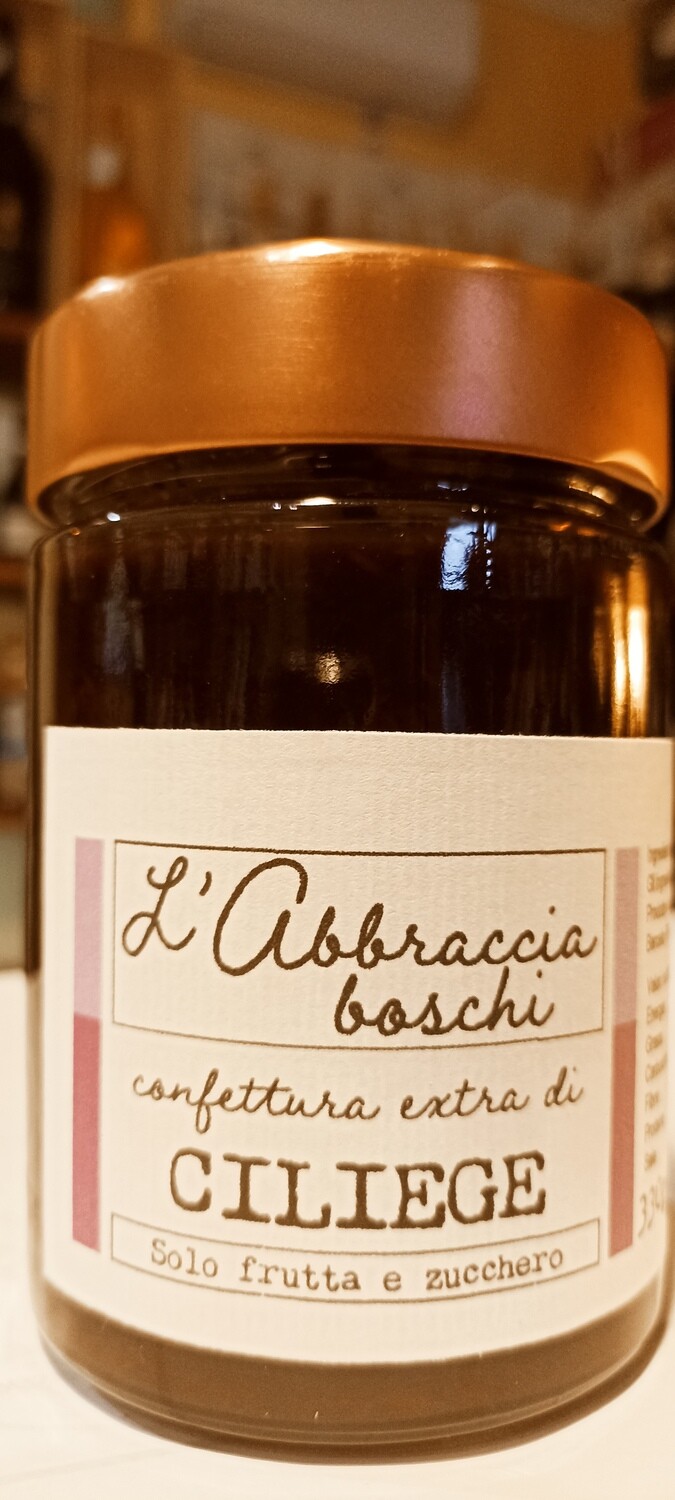 L'Abbraccia
boschi
confettura extra di
CILIEGE
Solo frutta e zucchero